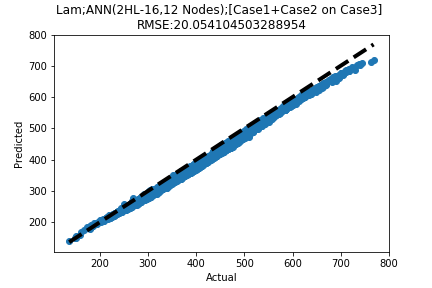 Lam;ANN(2HL-16,12 Nodes);[Case1+Case2 on Case3]
RMSE:20.054104503288954
800
700
600
500
400
300
200
Predicted
200 300 400 500 600 700 800
Actual